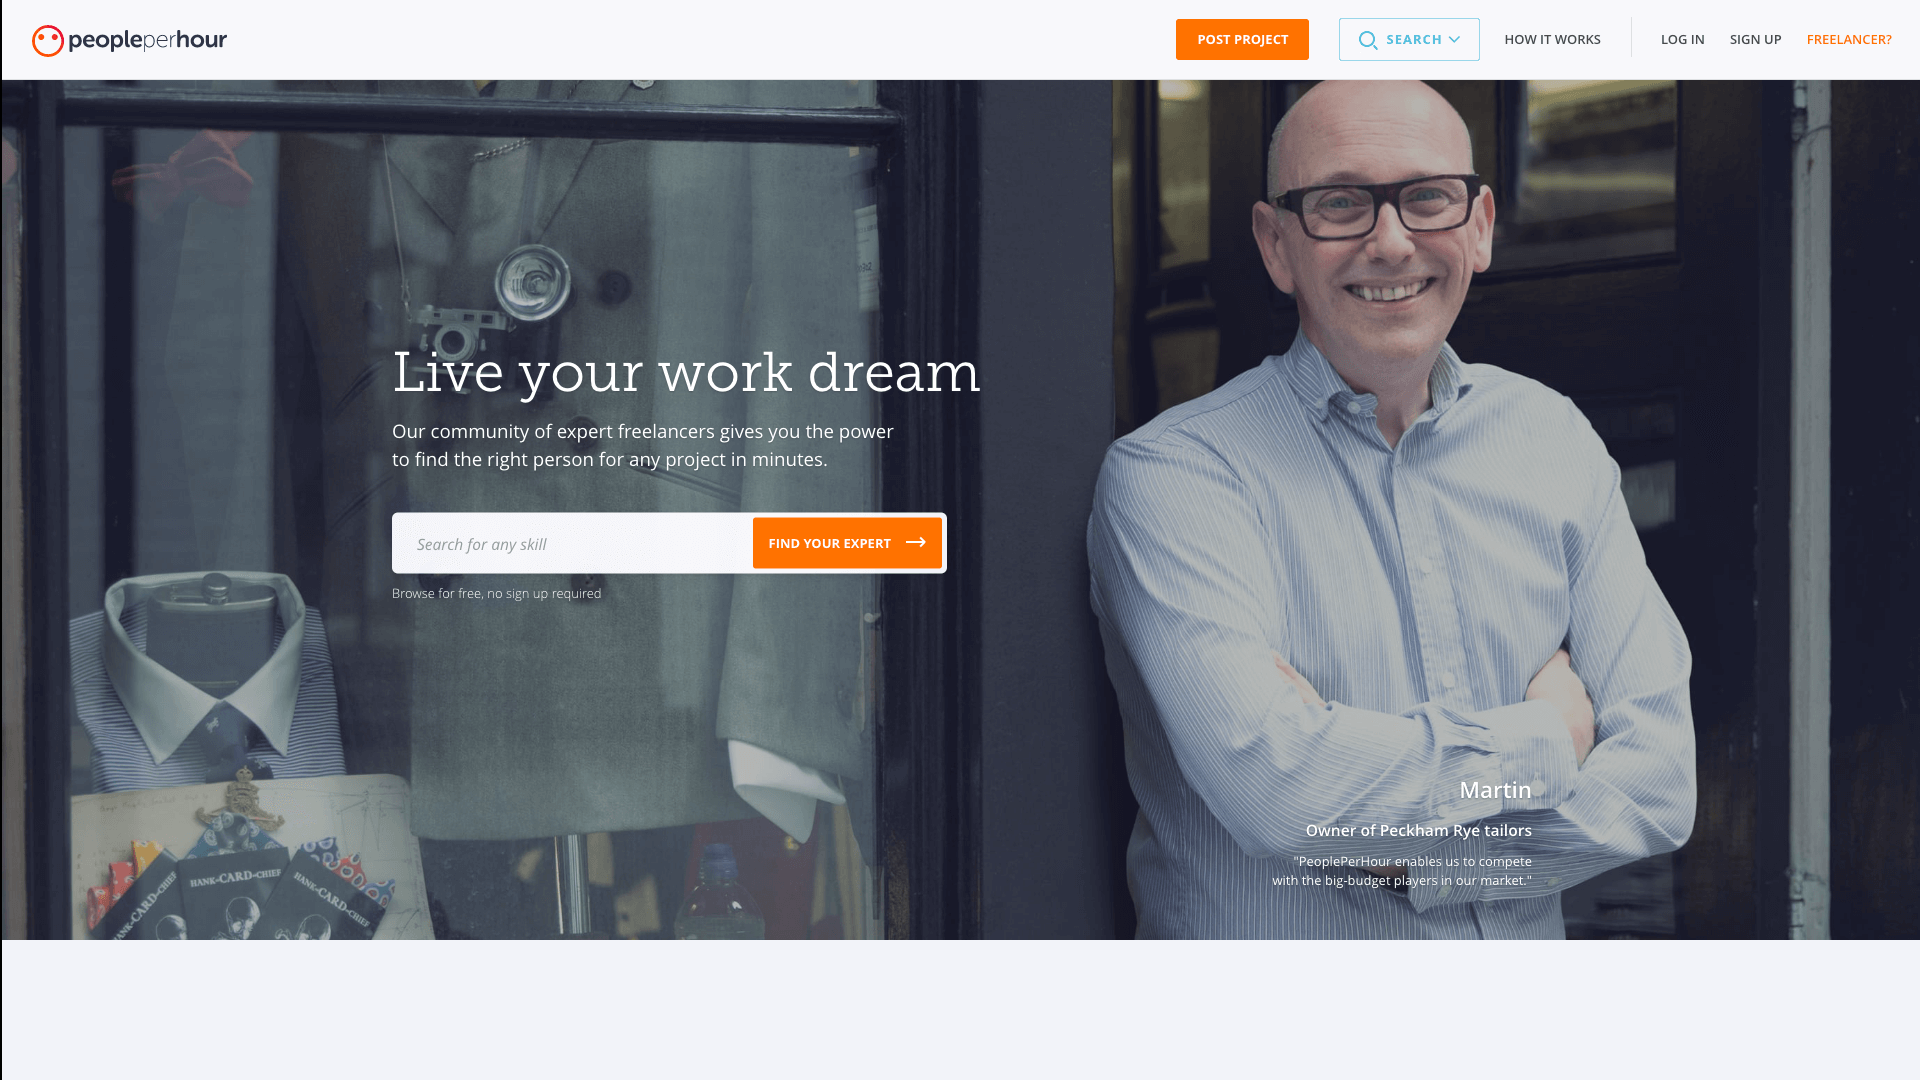 peopleperhour
POST PROJECT
SEARCH
HOW IT WORKS
LOG IN
SIGN UP
FREELANCER?
Live your work dream
Our community of expert freelancers gives you the power
to find the right person for any project in minutes.
Search for any skill
FIND YOUR EXPERT
Browse for free, no sign up required
Martin
Owner of Peckham Rye tailors
"PeoplePerHour enables us to compete
with the big-budget players in our market."
HANK-CARD-CHIEF
HANK-CARD-CHIEF
HANK-CARD-CHIEF